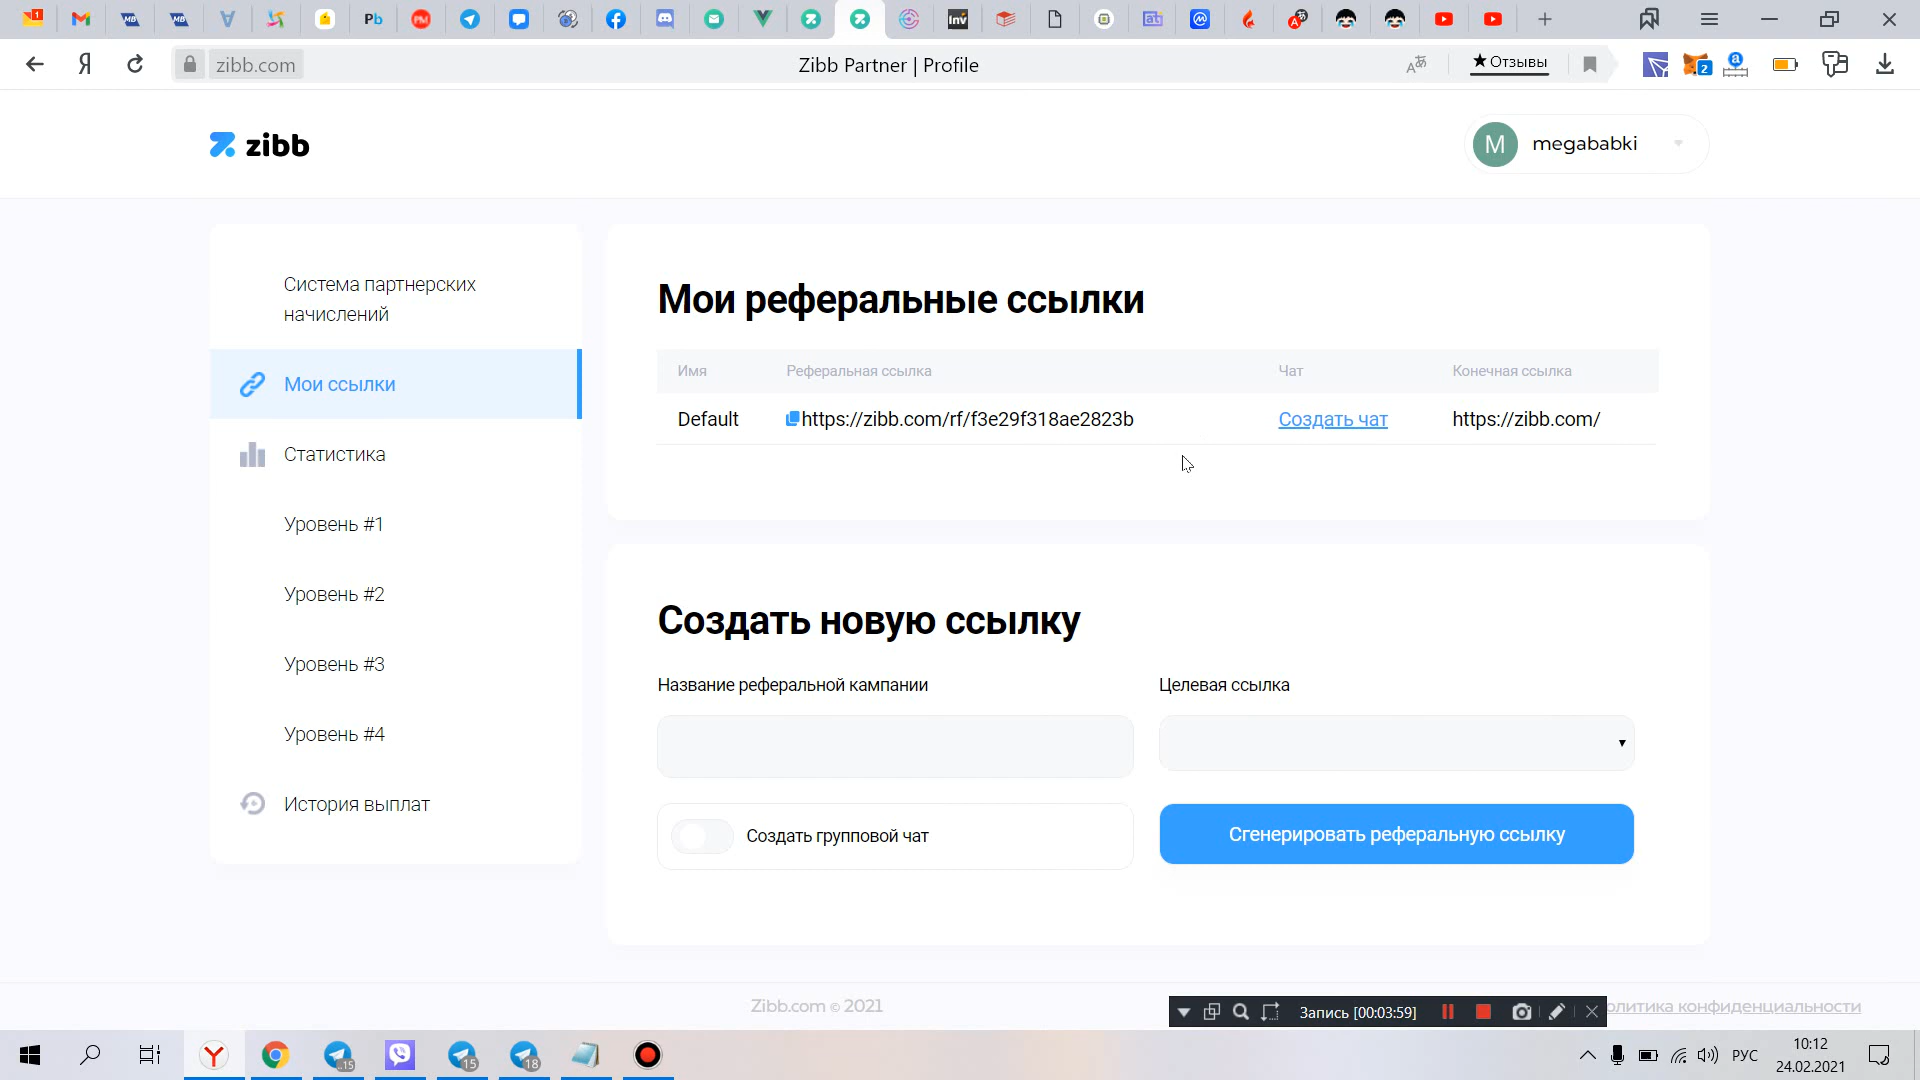 zibb.com
Zibb Partner | Profile
★ Отзывы
zibb
M
megababki
Система партнерских
начислений
Мои ссылки
Статистика
Уровень #1
Уровень #2
Уровень #3
Уровень #4
История выплат
Мои реферальные ссылки
Имя
Реферальная ссылка
Чат
Конечная ссылка
Default
https://zibb.com/rf/f3e29f318ae2823b
Создать чат
https://zibb.com/
Создать новую ссылку
Название реферальной кампании
Целевая ссылка
Создать групповой чат
Сгенерировать реферальную ссылку
Zibb.com © 2021
Запись [00:03:59]
олитика конфиденциальности
15
15
18
РУС
10:12
24.02.2021